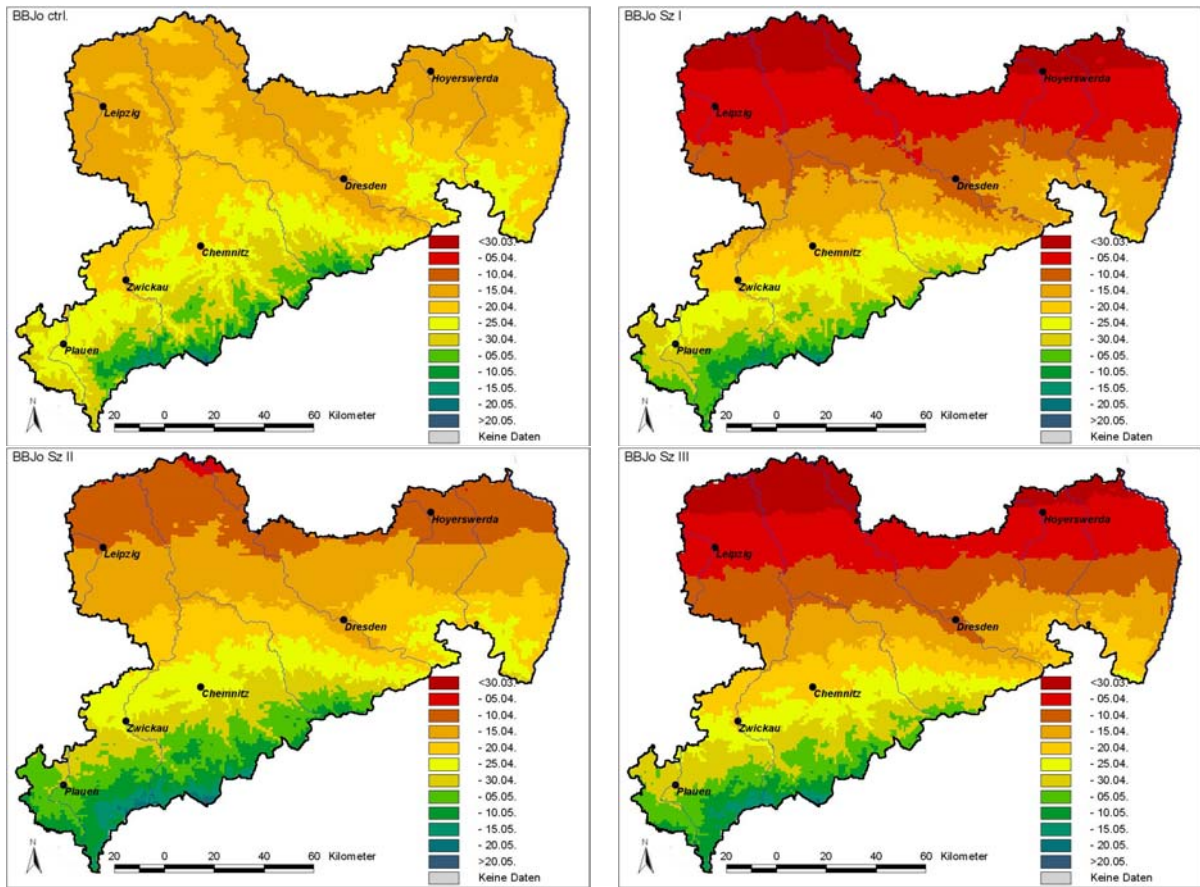 BBJo ctrl.
Hoyerswerda
Leipzig
Dresden
Chemnitz
Zwickau
Plauen
<30.03.
- 05.04.
- 10.04.
- 15.04.
- 20.04.
- 25.04.
- 30.04.
- 05.05.
- 10.05.
- 15.05.
- 20.05.
>20.05.
Keine Daten
N
20 0 20 40 60 Kilometer
BBJo Sz I
Hoyerswerda
Leipzig
Dresden
Chemnitz
Zwickau
Plauen
<30.03.
- 05.04.
- 10.04.
- 15.04.
- 20.04.
- 25.04.
- 30.04.
- 05.05.
- 10.05.
- 15.05.
- 20.05.
>20.05.
Keine Daten
N
20 0 20 40 60 Kilometer
BBJo Sz II
Hoyerswerda
Leipzig
Dresden
Chemnitz
Zwickau
Plauen
<30.03.
- 05.04.
- 10.04.
- 15.04.
- 20.04.
- 25.04.
- 30.04.
- 05.05.
- 10.05.
- 15.05.
- 20.05.
>20.05.
Keine Daten
N
20 0 20 40 60 Kilometer
BBJo Sz III
Hoyerswerda
Leipzig
Dresden
Chemnitz
Zwickau
Plauen
<30.03.
- 05.04.
- 10.04.
- 15.04.
- 20.04.
- 25.04.
- 30.04.
- 05.05.
- 10.05.
- 15.05.
- 20.05.
>20.05.
Keine Daten
N
20 0 20 40 60 Kilometer